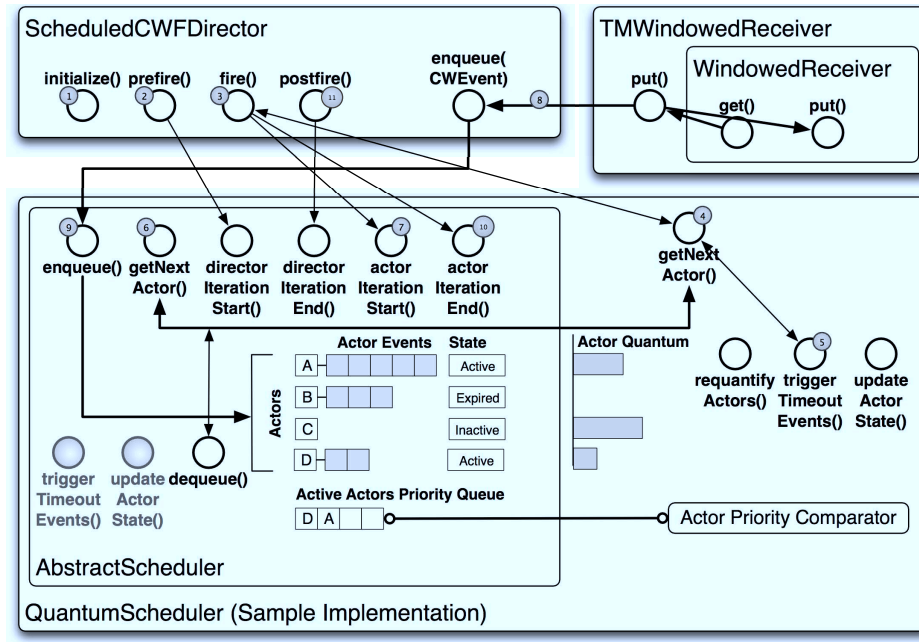 ScheduledCWFDirector
initialize()
prefire()
fire()
postfire()
enqueue(
CWEvent)
1
2
3
11
8
TMWindowedReceiver
WindowedReceiver
put()
get()
put()
9
6
7
10
4
enqueue()
getNext
Actor()
director
Iteration
Start()
director
Iteration
End()
actor
Iteration
Start()
actor
Iteration
End()
getNext
Actor()
5
requantify
Actors()
trigger
Timeout
Events()
update
Actor
State()
Actor Events
State
Actor Quantum
Actors
A
Active
B
Expired
C
Inactive
D
Active
trigger
Timeout
Events()
update
Actor
State()
dequeue()
Active Actors Priority Queue
D A
Actor Priority Comparator
AbstractScheduler
QuantumScheduler (Sample Implementation)